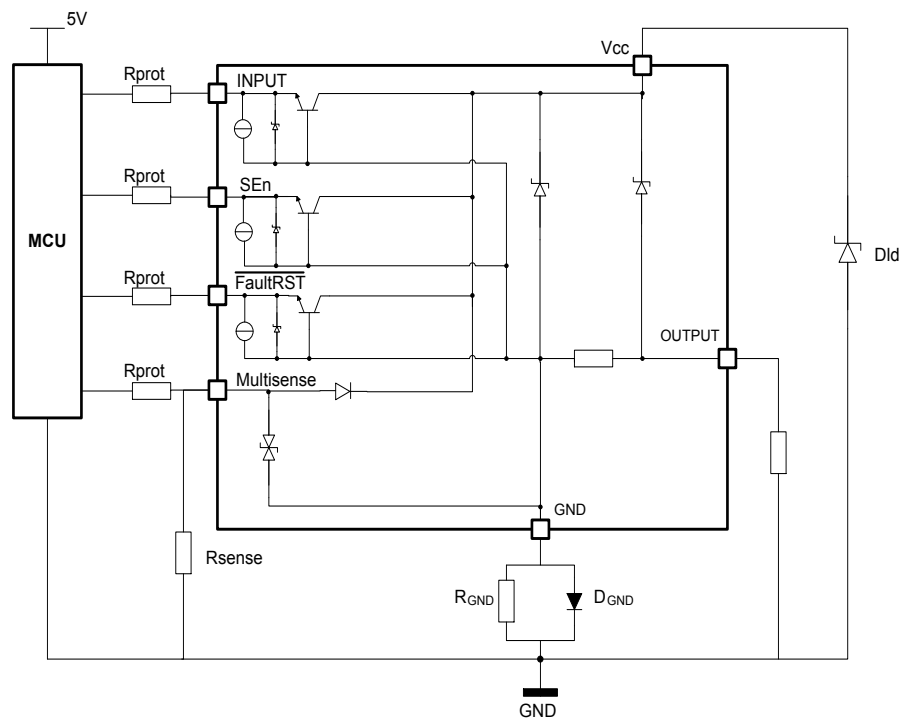 5V
Vcc
Rprot
INPUT
Rprot
SEn
MCU
Dld
Rprot
FaultRST
OUTPUT
Rprot
Multisense
GND
Rsense
RGND
DGND
GND